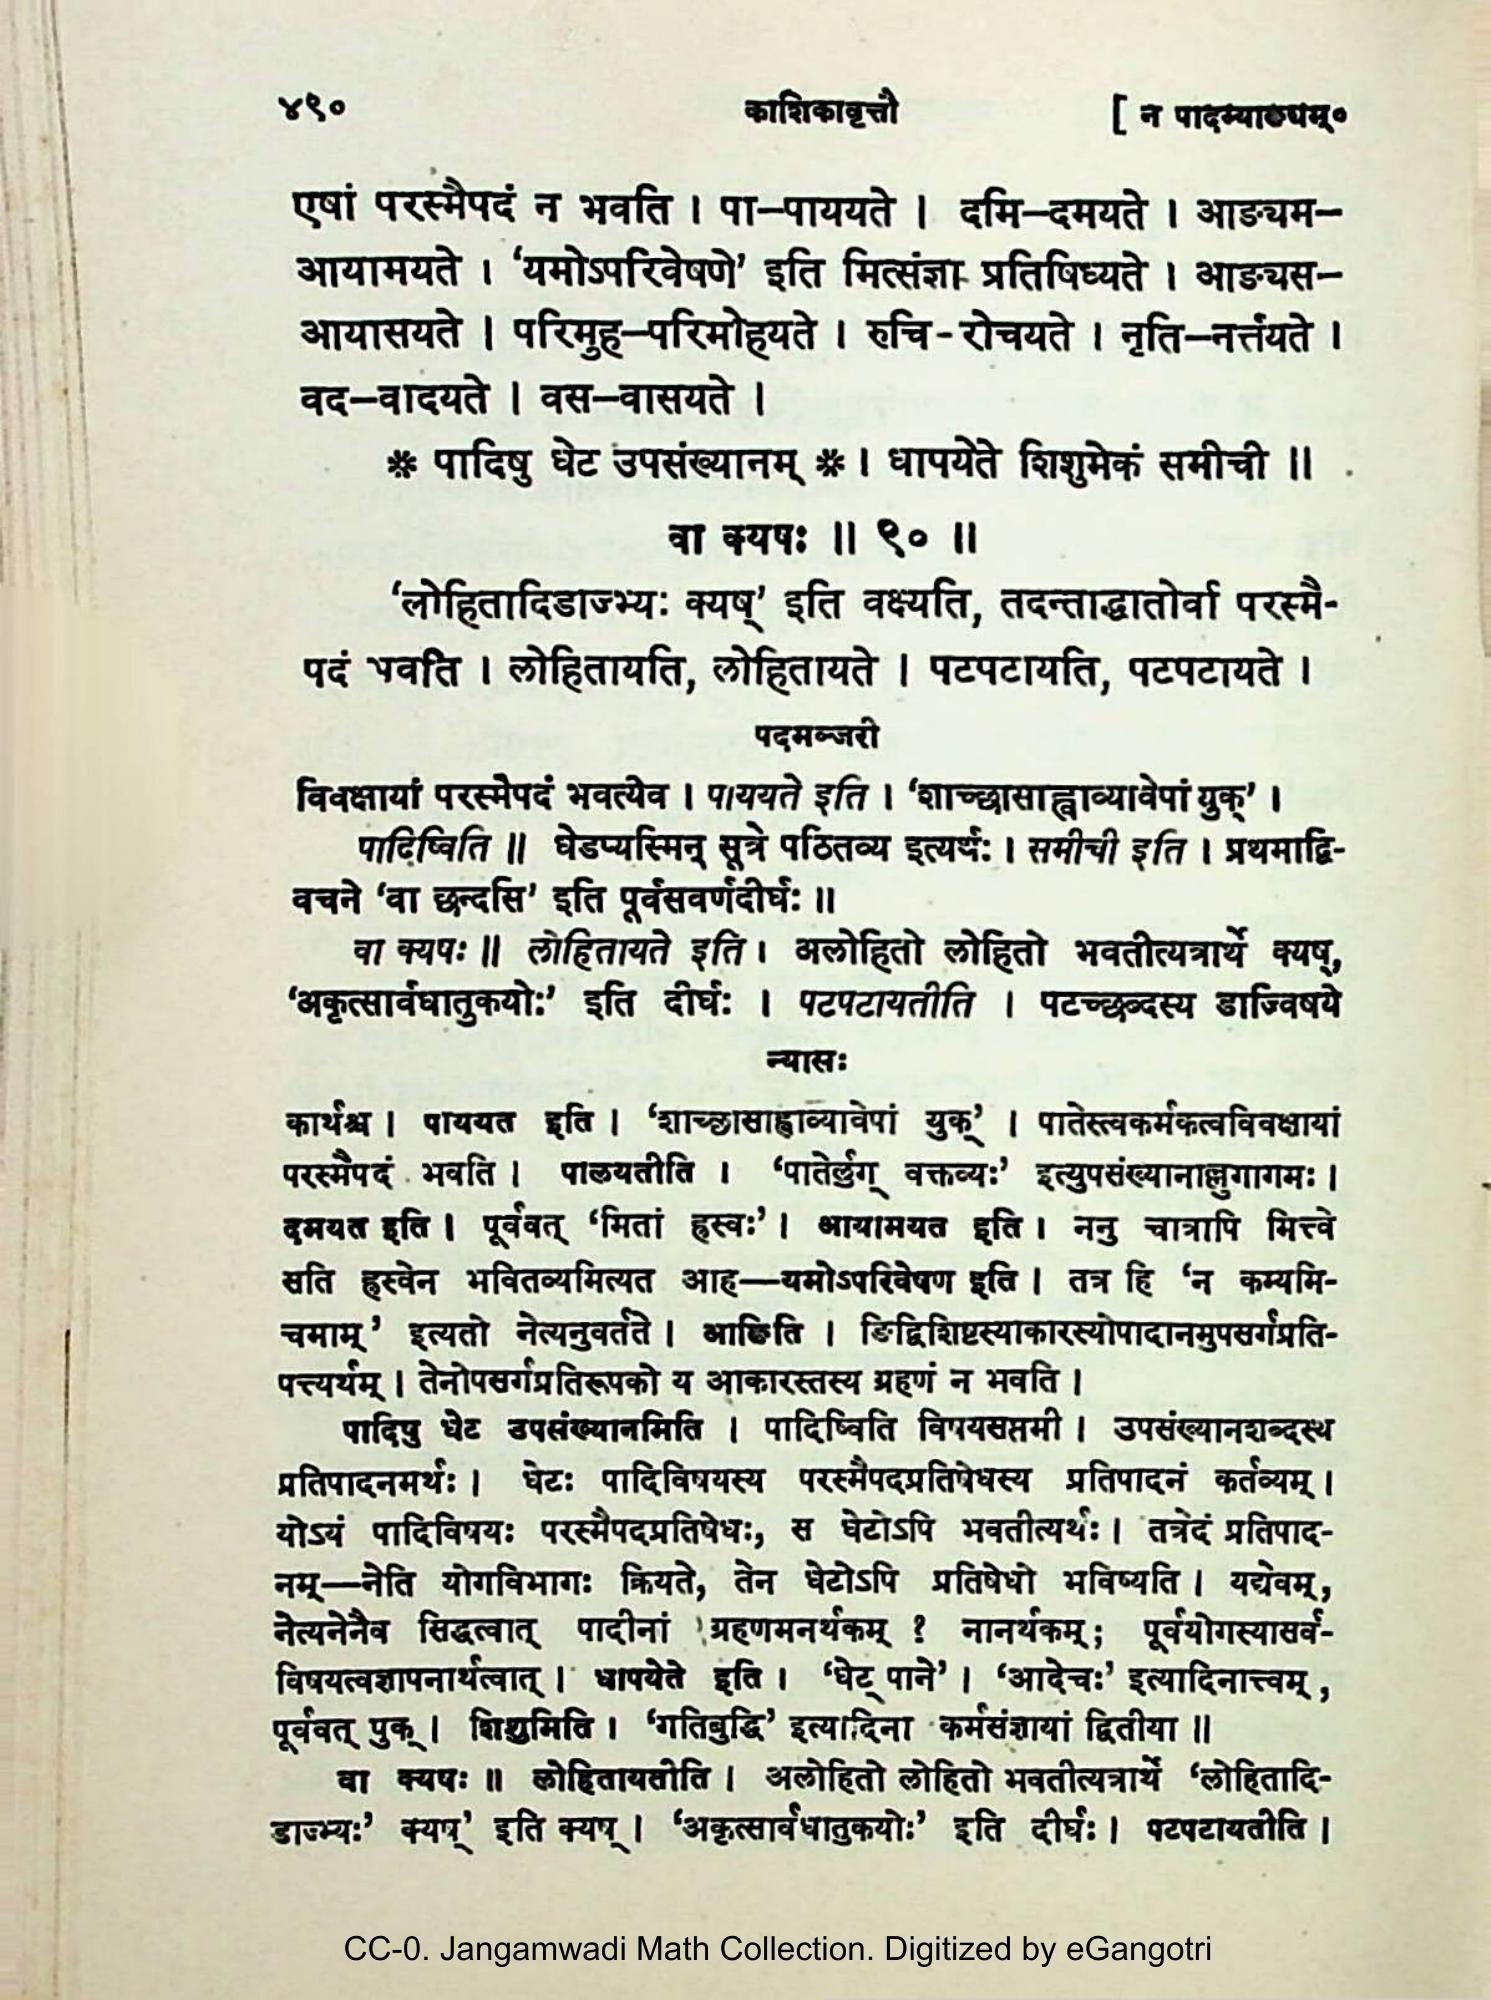 ४९० काशिकावृत्तौ [ न पादम्याङ्यम्०
एषां परस्मैपदं न भवति । पा–पाययते । दमि–दमयते । आङ्यम–
आयामयते । ‘यमोऽपरिवेषणे’ इति मित्संज्ञा प्रतिषिध्यते । आङ्यस–
आयासयते । परिमुह–परिमोहयते । रुचि-रोचयते । नृति–नर्त्तयते ।
वद–वादयते । वस–वासयते ।
* पादिषु धेट उपसंख्यानम् * । धापयेते शिशुमेकं समीची ॥
वा क्यषः ॥ ९० ॥
‘लोहितादिडाज्भ्यः क्यष्’ इति वक्ष्यति, तदन्ताद्धातोर्वा परस्मै-
पदं भवति । लोहितायति, लोहितायते । पटपटायति, पटपटायते ।
पदमञ्जरी
विवक्षायां परस्मैपदं भवत्येव । पाययते इति । ‘शाच्छासाह्वाव्यावेपां युक्’ ।
पादिष्विति ॥ धेडप्यस्मिन् सूत्रे पठितव्य इत्यर्थः । समीची इति । प्रथमाद्वि-
वचने ‘वा छन्दसि’ इति पूर्वसवर्णदीर्घः ॥
वा क्यषः ॥ लोहितायते इति । अलोहितो लोहितो भवतीत्यत्रार्थे क्यष्,
‘अकृत्सार्वधातुकयोः’ इति दीर्घः । पटपटायतीति । पटच्छब्दस्य डाज्विषये
न्यासः
कार्थश्च । पाययत इति । ‘शाच्छासाह्वाव्यावेपां युक्’ । पातेस्त्वकर्मकत्वविवक्षायां
परस्मैपदं भवति । पालयतीति । ‘पातेर्लुग् वक्तव्यः’ इत्युपसंख्यानाल्लुगागमः ।
दमयत इति । पूर्ववत् ‘मितां ह्रस्वः’ । आयामयत इति । ननु चात्रापि मित्त्वे
सति ह्रस्वेन भवितव्यमित्यत आह—यमोऽपरिवेषण इति । तत्र हि ‘न कम्यमि-
चमाम्’ इत्यतो नेत्यनुवर्तते । आङिति । ङिद्विशिष्टस्याकारस्योपादानमुपसर्गप्रति-
पत्त्यर्थम् । तेनोपसर्गप्रतिरूपको य आकारस्तस्य ग्रहणं न भवति ।
पादिषु धेट उपसंख्यानमिति । पादिष्विति विषयसप्तमी । उपसंख्यानशब्दस्थ
प्रतिपादनमर्थः । धेटः पादिविषयस्य परस्मैपदप्रतिषेधस्य प्रतिपादनं कर्तव्यम् ।
योऽयं पादिविषयः परस्मैपदप्रतिषेधः, स धेटोऽपि भवतीत्यर्थः । तत्रेदं प्रतिपाद-
नम्—नेति योगविभागः क्रियते, तेन धेटोऽपि प्रतिषेधो भविष्यति । यद्येवम्,
नेत्यनेनैव सिद्धत्वात् पादीनां ग्रहणमनर्थकम् ? नानर्थकम्; पूर्वयोगस्यासर्व-
विषयत्वज्ञापनार्थत्वात् । धापयेते इति । ‘धेट् पाने’ । ‘आदेचः’ इत्यादिनात्त्वम्,
पूर्ववत् पुक् । शिशुमिति । ‘गतिबुद्धि’ इत्यादिना कर्मसंज्ञायां द्वितीया ॥
वा क्यषः ॥ लोहितायतीति । अलोहितो लोहितो भवतीत्यत्रार्थे ‘लोहितादि-
डाज्भ्यः’ क्यष्’ इति क्यष् । ‘अकृत्सार्वधातुकयोः’ इति दीर्घः । पटपटायतीति ।
CC-0. Jangamwadi Math Collection. Digitized by eGangotri